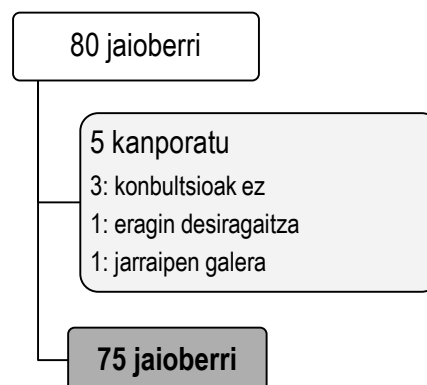 80 jaioberri
5 kanporatu
3: konbultsioak ez
1: eragin desiragaitza
1: jarraipen galera
75 jaioberri